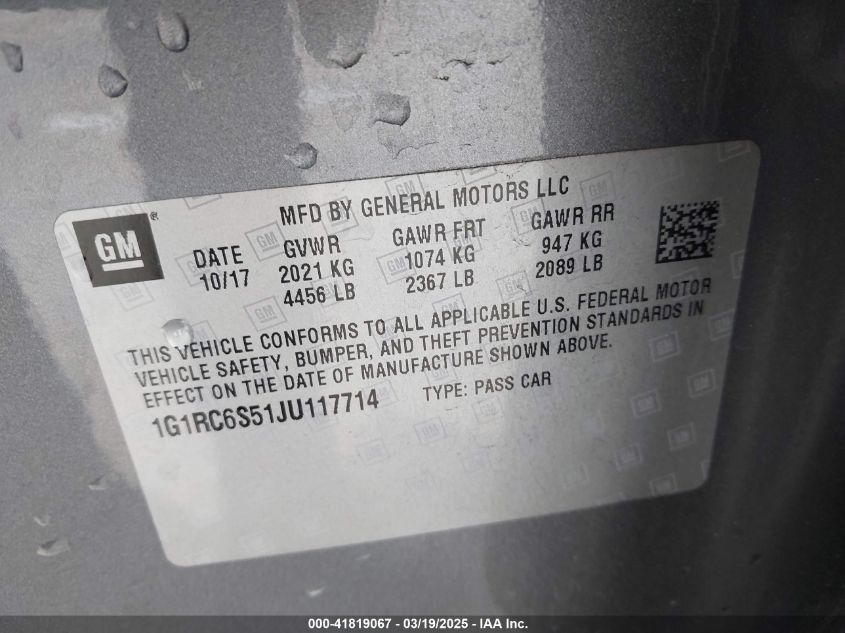 GM
®
MFD BY GENERAL MOTORS LLC
DATE GVWR GAWR FRT GAWR RR
10/17 2021 KG 1074 KG 947 KG
4456 LB 2367 LB 2089 LB
THIS VEHICLE CONFORMS TO ALL APPLICABLE U.S. FEDERAL MOTOR
VEHICLE SAFETY, BUMPER, AND THEFT PREVENTION STANDARDS IN
EFFECT ON THE DATE OF MANUFACTURE SHOWN ABOVE.
1G1RC6S51JU117714 TYPE: PASS CAR
000-41819067 - 03/19/2025 - IAA Inc.